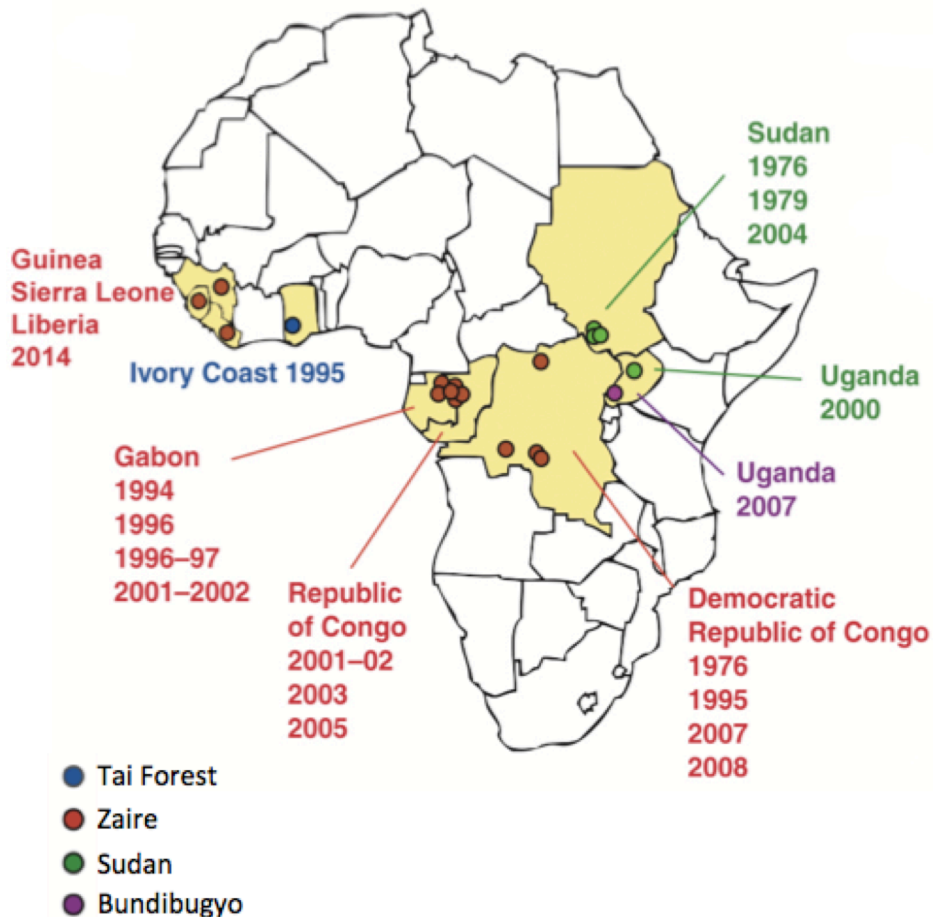 Sudan
1976
1979
2004
Guinea
Sierra Leone
Liberia
2014
Ivory Coast 1995
Uganda
2000
Gabon
1994
1996
1996–97
2001–2002
Uganda
2007
Republic
of Congo
2001–02
2003
2005
Democratic
Republic of Congo
1976
1995
2007
2008
Tai Forest
Zaire
Sudan
Bundibugyo